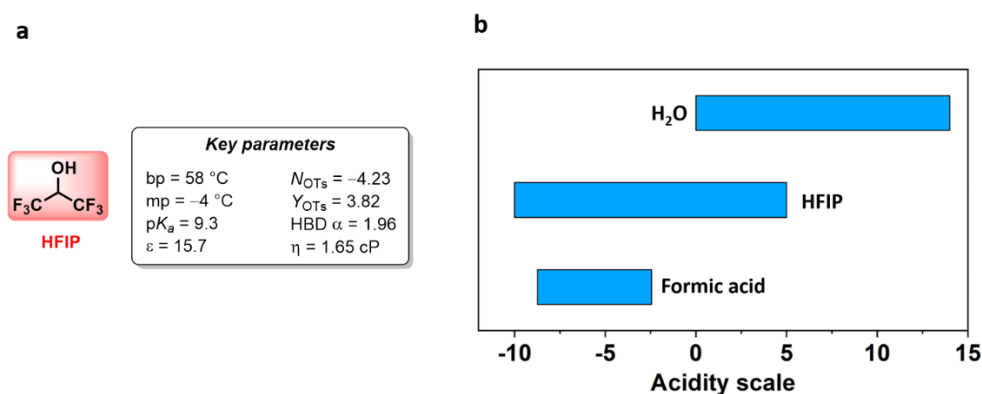 a
OH
F₃C CF₃
HFIP
Key parameters
bp = 58 °C
mp = −4 °C
pKa = 9.3
ε = 15.7
NOTs = −4.23
YOTs = 3.82
HBD α = 1.96
η = 1.65 cP
b
H₂O
HFIP
Formic acid
-10 -5 0 5 10 15
Acidity scale